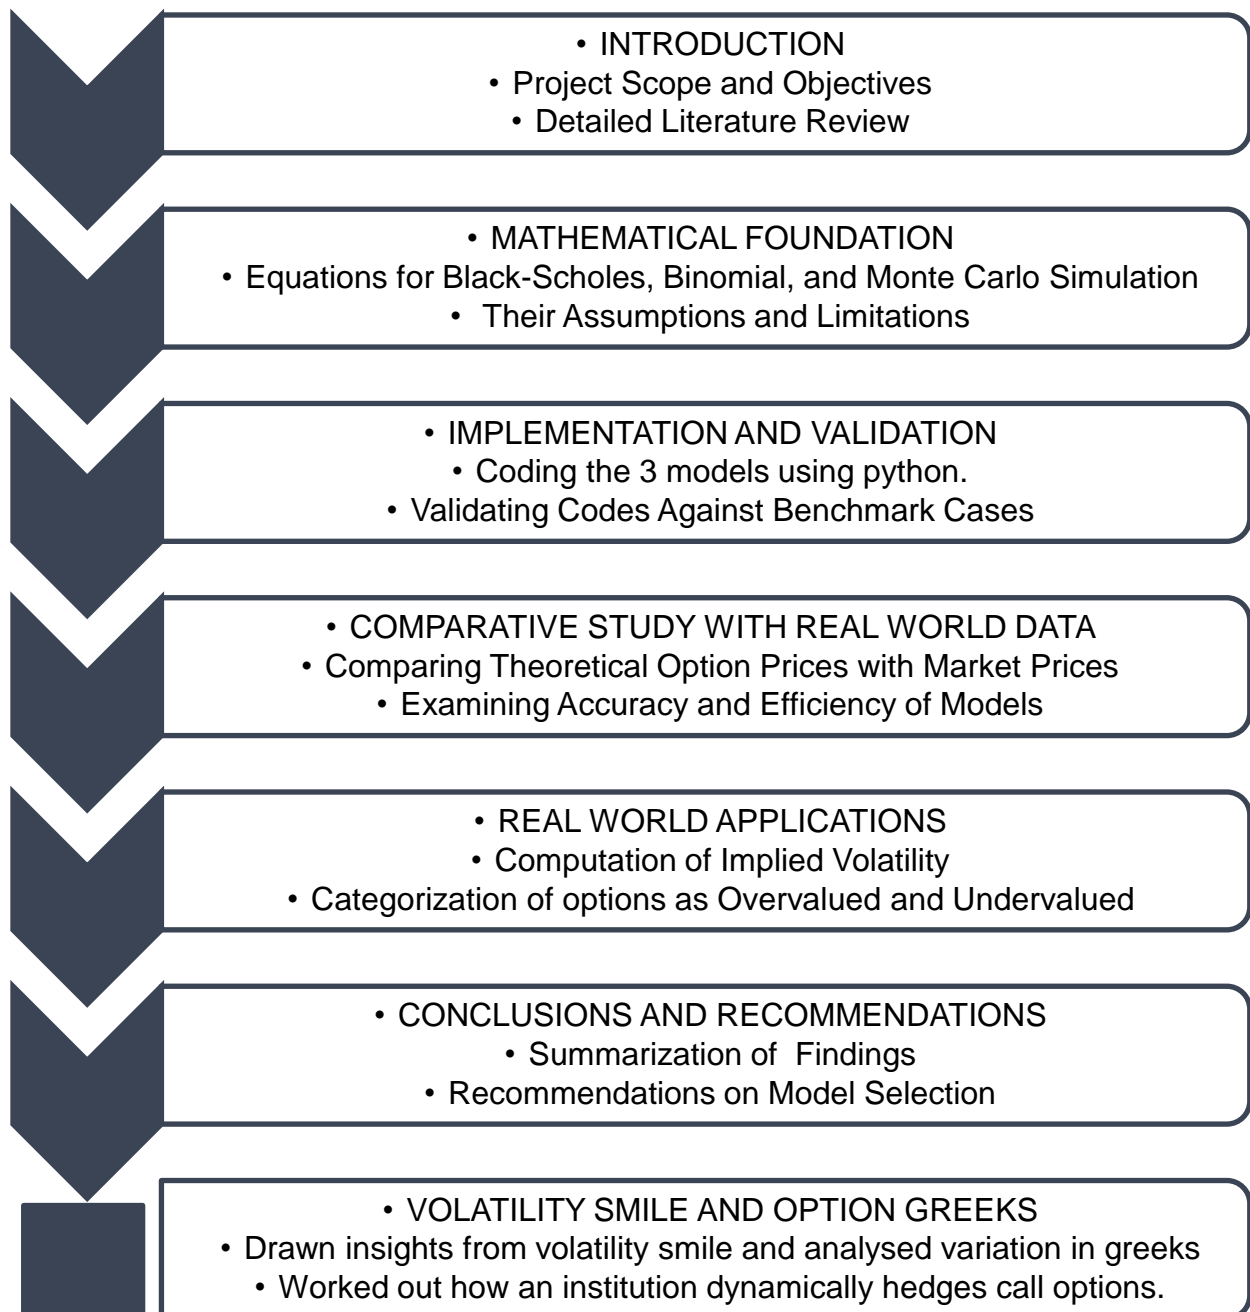 • INTRODUCTION
• Project Scope and Objectives
• Detailed Literature Review
• MATHEMATICAL FOUNDATION
• Equations for Black-Scholes, Binomial, and Monte Carlo Simulation
• Their Assumptions and Limitations
• IMPLEMENTATION AND VALIDATION
• Coding the 3 models using python.
• Validating Codes Against Benchmark Cases
• COMPARATIVE STUDY WITH REAL WORLD DATA
• Comparing Theoretical Option Prices with Market Prices
• Examining Accuracy and Efficiency of Models
• REAL WORLD APPLICATIONS
• Computation of Implied Volatility
• Categorization of options as Overvalued and Undervalued
• CONCLUSIONS AND RECOMMENDATIONS
• Summarization of Findings
• Recommendations on Model Selection
• VOLATILITY SMILE AND OPTION GREEKS
• Drawn insights from volatility smile and analysed variation in greeks
• Worked out how an institution dynamically hedges call options.